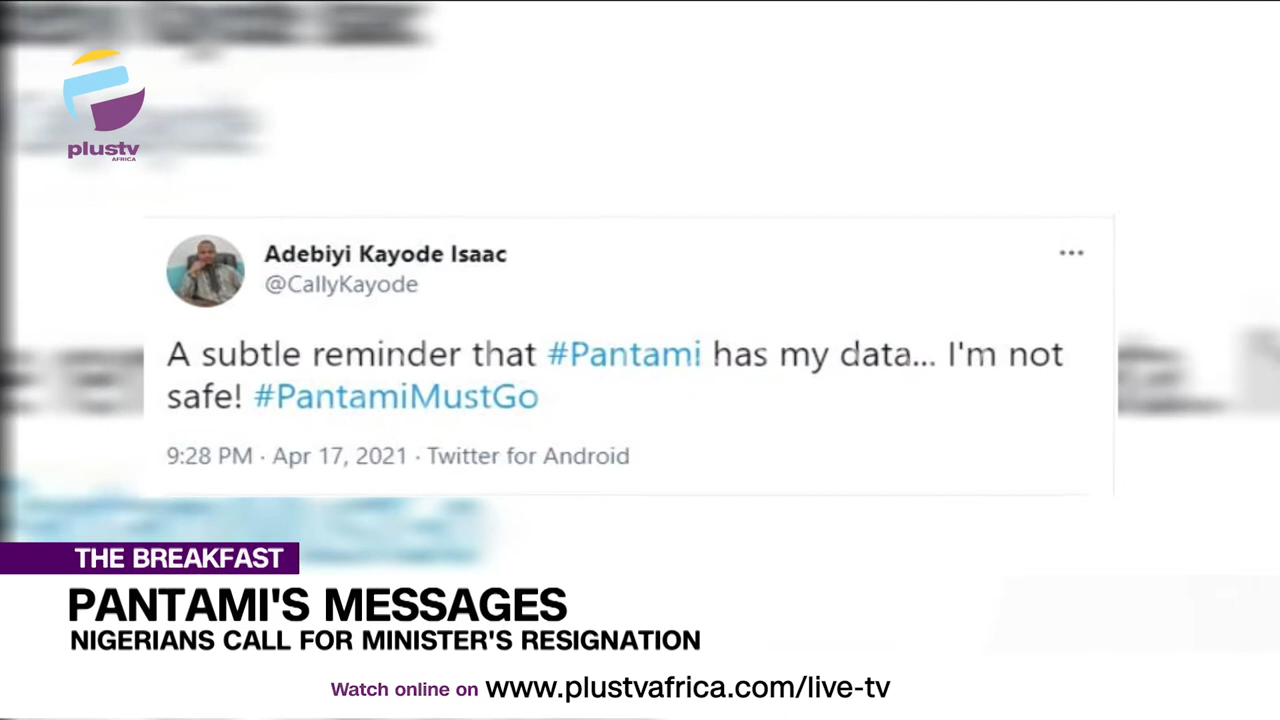 plustv
AFRICA
Adebiyi Kayode Isaac
@CallyKayode
A subtle reminder that #Pantami has my data... I'm not
safe! #PantamiMustGo
9:28 PM · Apr 17, 2021 · Twitter for Android
THE BREAKFAST
PANTAMI'S MESSAGES
NIGERIANS CALL FOR MINISTER'S RESIGNATION
Watch online on www.plustvafrica.com/live-tv